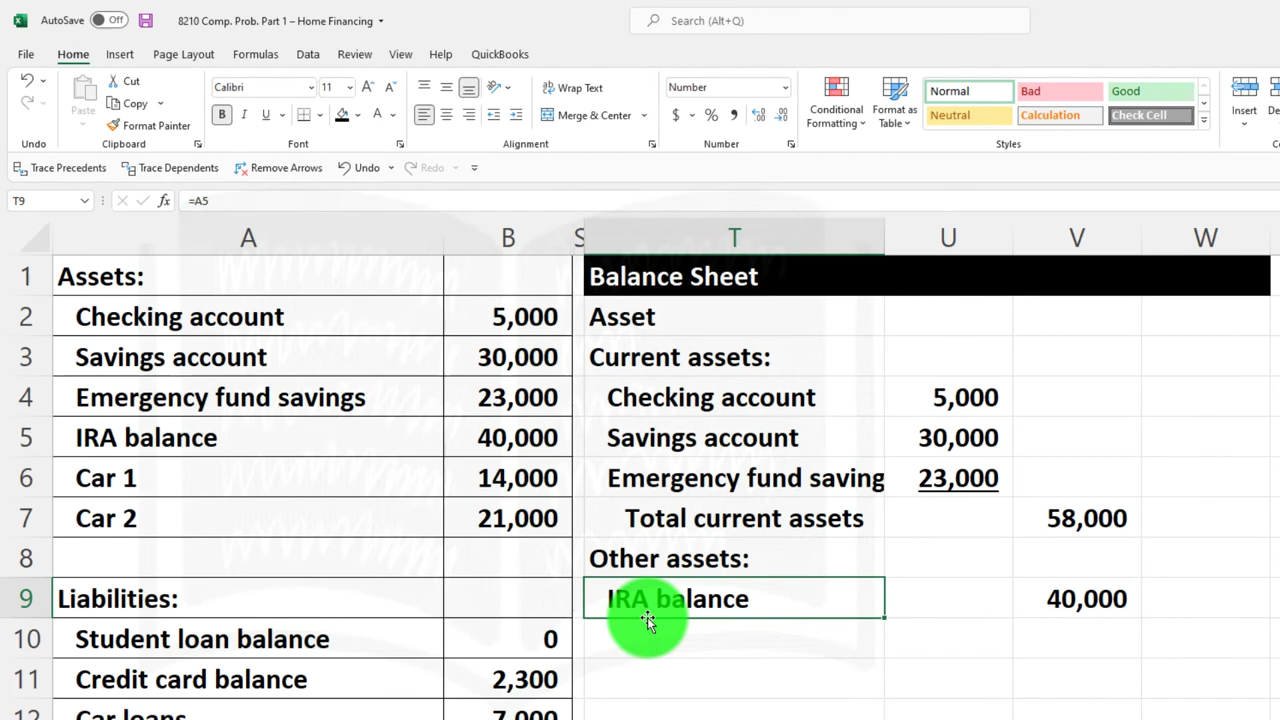 AutoSave Off 8210 Comp. Prob. Part 1 – Home Financing Search (Alt+Q)
File Home Insert Page Layout Formulas Data Review View Help QuickBooks
Paste Cut Copy Format Painter
Calibri 11
B I U A
Wrap Text
Merge & Center
Number
$ % 9
Conditional Formatting Format as Table
Normal Bad Good
Neutral Calculation Check Cell
Insert
Undo Clipboard Font Alignment Number Styles
Trace Precedents Trace Dependents Remove Arrows Undo Redo
T9 fx =A5
A B S T U V W
1 Assets: Balance Sheet
2 Checking account 5,000 Asset
3 Savings account 30,000 Current assets:
4 Emergency fund savings 23,000 Checking account 5,000
5 IRA balance 40,000 Savings account 30,000
6 Car 1 14,000 Emergency fund saving 23,000
7 Car 2 21,000 Total current assets 58,000
8 Other assets:
9 Liabilities: IRA balance 40,000
10 Student loan balance 0
11 Credit card balance 2,300
12 Car loans 7,000